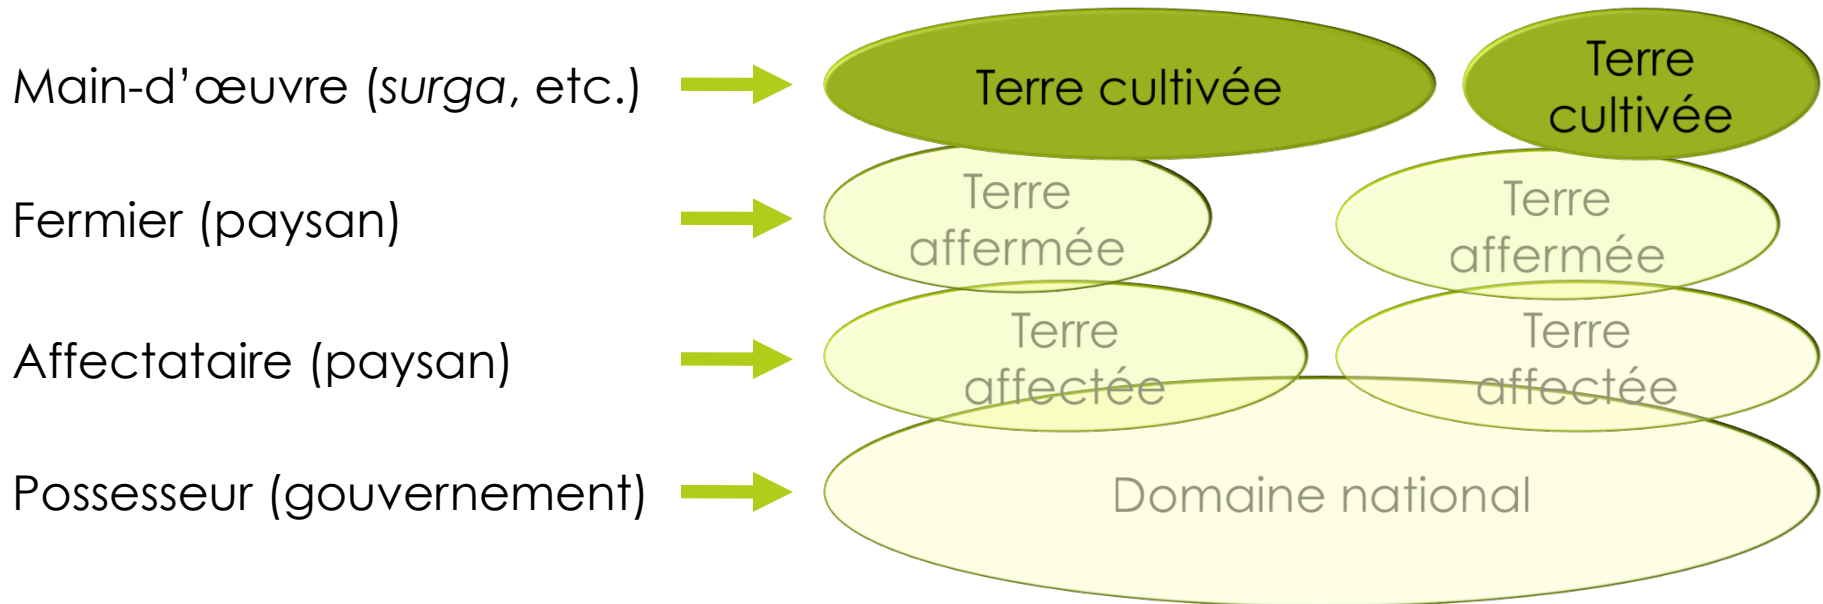 Main-d'œuvre (surga, etc.)
Terre cultivée
Terre
cultivée
Fermier (paysan)
Terre
affermée
Terre
affermée
Affectataire (paysan)
Terre
affectée
Terre
affectée
Possesseur (gouvernement)
Domaine national